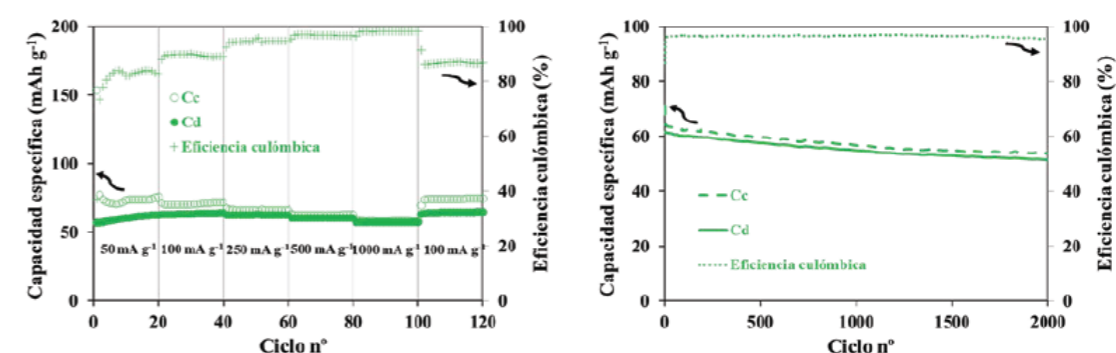 Capacidad específica (mAh g⁻¹)
200
150
100
50
0
Cc
Cd
Eficiencia culómbica
50 mA g⁻¹
100 mA g⁻¹
250 mA g⁻¹
500 mA g⁻¹
1000 mA g⁻¹
100 mA g⁻¹
0 20 40 60 80 100 120
Ciclo nº
100
80
60
40
20
0
Eficiencia culómbica (%)
Capacidad específica (mAh g⁻¹)
100
80
60
40
20
0
Cc
Cd
Eficiencia culómbica
0 500 1000 1500 2000
Ciclo nº
100
80
60
40
20
0
Eficiencia culómbica (%)